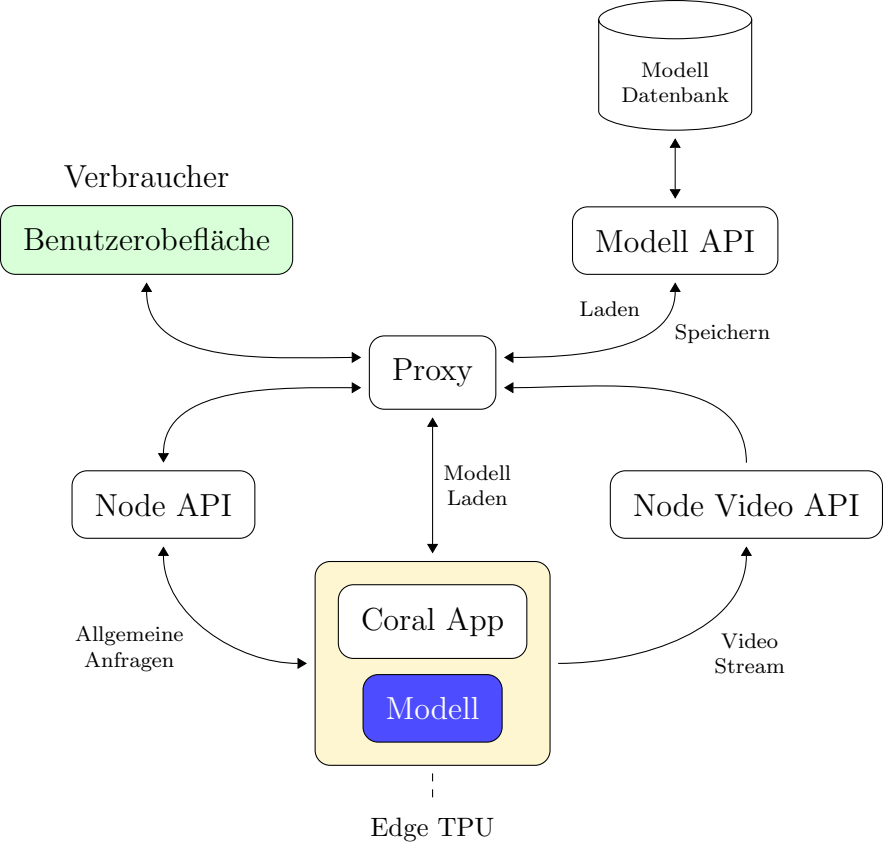 Modell
Datenbank
Verbraucher
Benutzerobefläche
Modell API
Laden
Speichern
Proxy
Modell
Laden
Node API
Node Video API
Coral App
Allgemeine
Anfragen
Video
Stream
Modell
Edge TPU